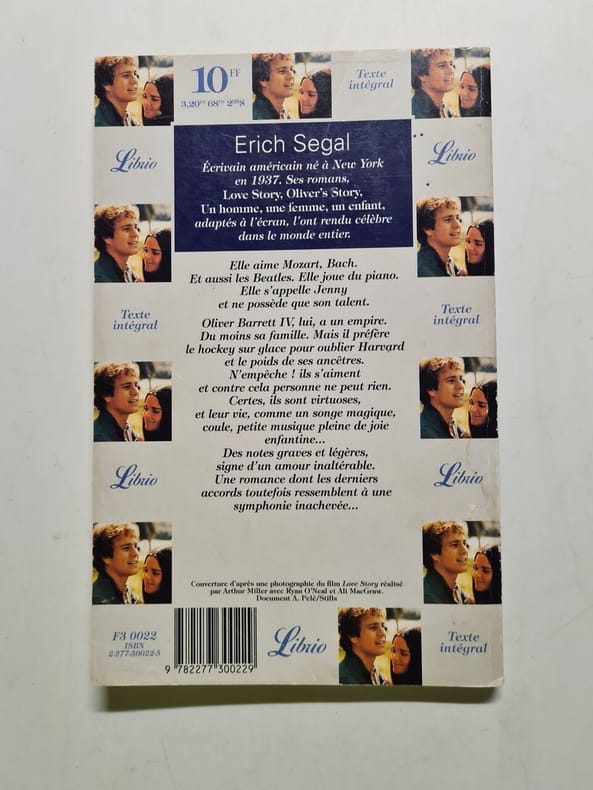 10 FF
3,20 CHF 68 FB 2,99 $
Texte
intégral
Librio
Librio
Erich Segal
Écrivain américain né à New York
en 1937. Ses romans,
Love Story, Oliver's Story,
Un homme, une femme, un enfant,
adaptés à l'écran, l'ont rendu célèbre
dans le monde entier.
Elle aime Mozart, Bach.
Et aussi les Beatles. Elle joue du piano.
Elle s'appelle Jenny
et ne possède que son talent.
Texte
intégral
Texte
intégral
Oliver Barrett IV, lui, a un empire.
Du moins sa famille. Mais il préfère
le hockey sur glace pour oublier Harvard
et le poids de ses ancêtres.
N'empêche ! ils s'aiment
et contre cela personne ne peut rien.
Certes, ils sont virtuoses,
et leur vie, comme un songe magique,
coule, petite musique pleine de joie
enfantine...
Des notes graves et légères,
signe d'un amour inaltérable.
Une romance dont les derniers
accords toutefois ressemblent à une
symphonie inachevée...
Librio
Librio
Couverture d'après une photographie du film Love Story réalisé
par Arthur Miller avec Ryan O'Neal et Ali MacGraw.
Document A. Pelé/Stills
F3 0022
ISBN
2-277-30022-5
9 782277 300229
Librio
Texte
intégral